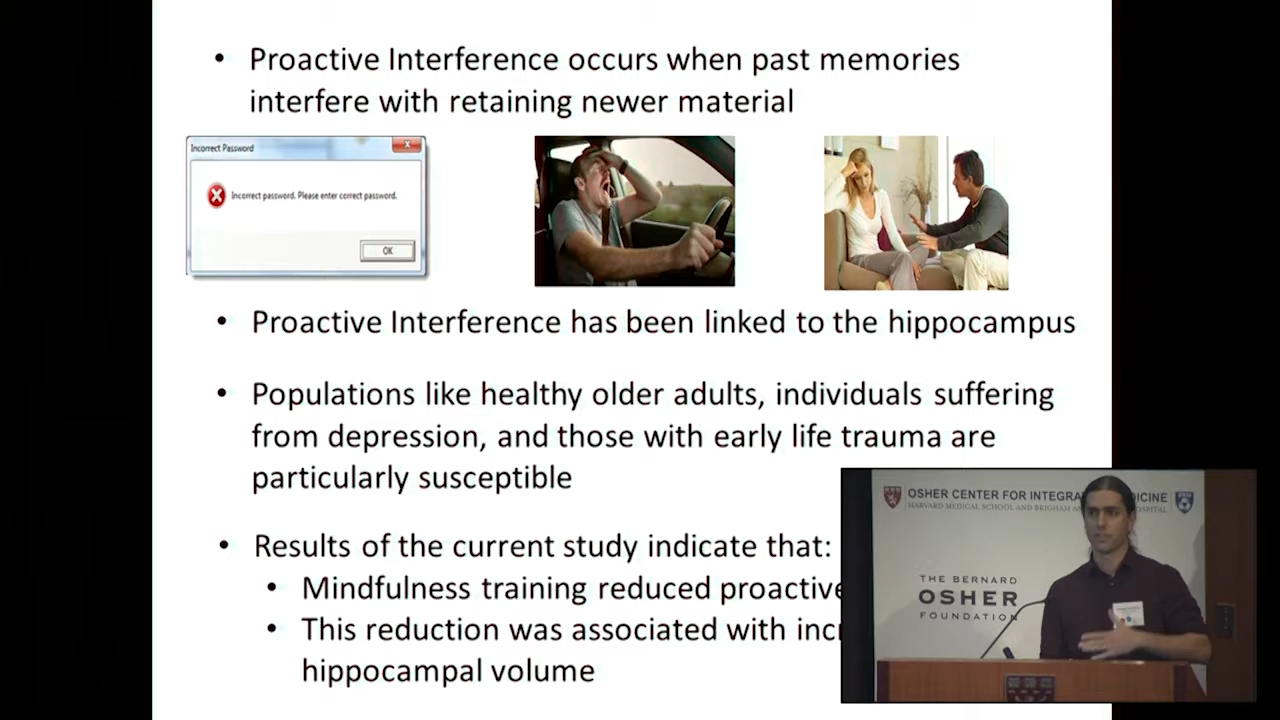 • Proactive Interference occurs when past memories
interfere with retaining newer material
Incorrect Password
Incorrect password. Please enter correct password.
OK
• Proactive Interference has been linked to the hippocampus
• Populations like healthy older adults, individuals suffering
from depression, and those with early life trauma are
particularly susceptible
• Results of the current study indicate that:
• Mindfulness training reduced proactive
• This reduction was associated with
hippocampal volume
OSHER CENTER FOR
HARVARD MEDICAL SCHOOL AND BRIGHAM
THE BERNARD
OSHER
FOUNDATION